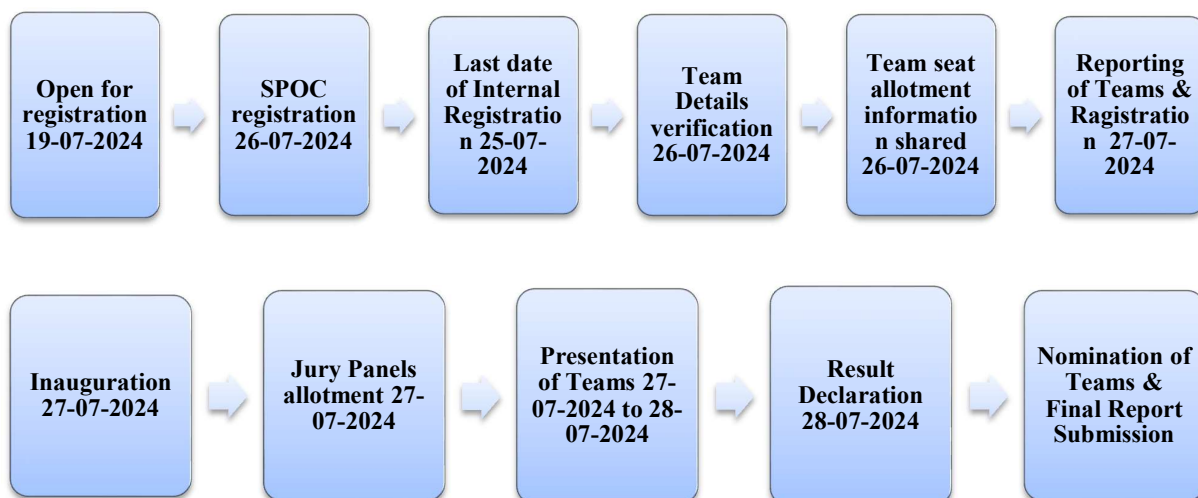 Open for
registration
19-07-2024
SPOC
registration
26-07-2024
Last date
of Internal
Registratio
n 25-07-
2024
Team
Details
verification
26-07-2024
Team seat
allotment
informatio
n shared
26-07-2024
Reporting
of Teams &
Ragistratio
n 27-07-
2024
Inauguration
27-07-2024
Jury Panels
allotment 27-
07-2024
Presentation
of Teams 27-
07-2024 to 28-
07-2024
Result
Declaration
28-07-2024
Nomination of
Teams &
Final Report
Submission